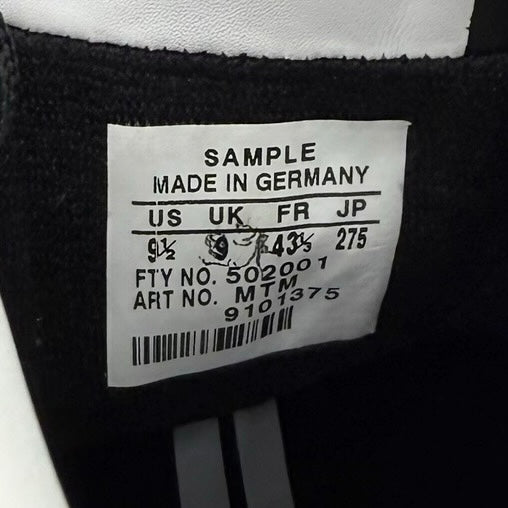 SAMPLE
MADE IN GERMANY
US UK FR JP
9½ 9 43⅓ 275
FTY NO. 502001
ART NO. MTM
9101375